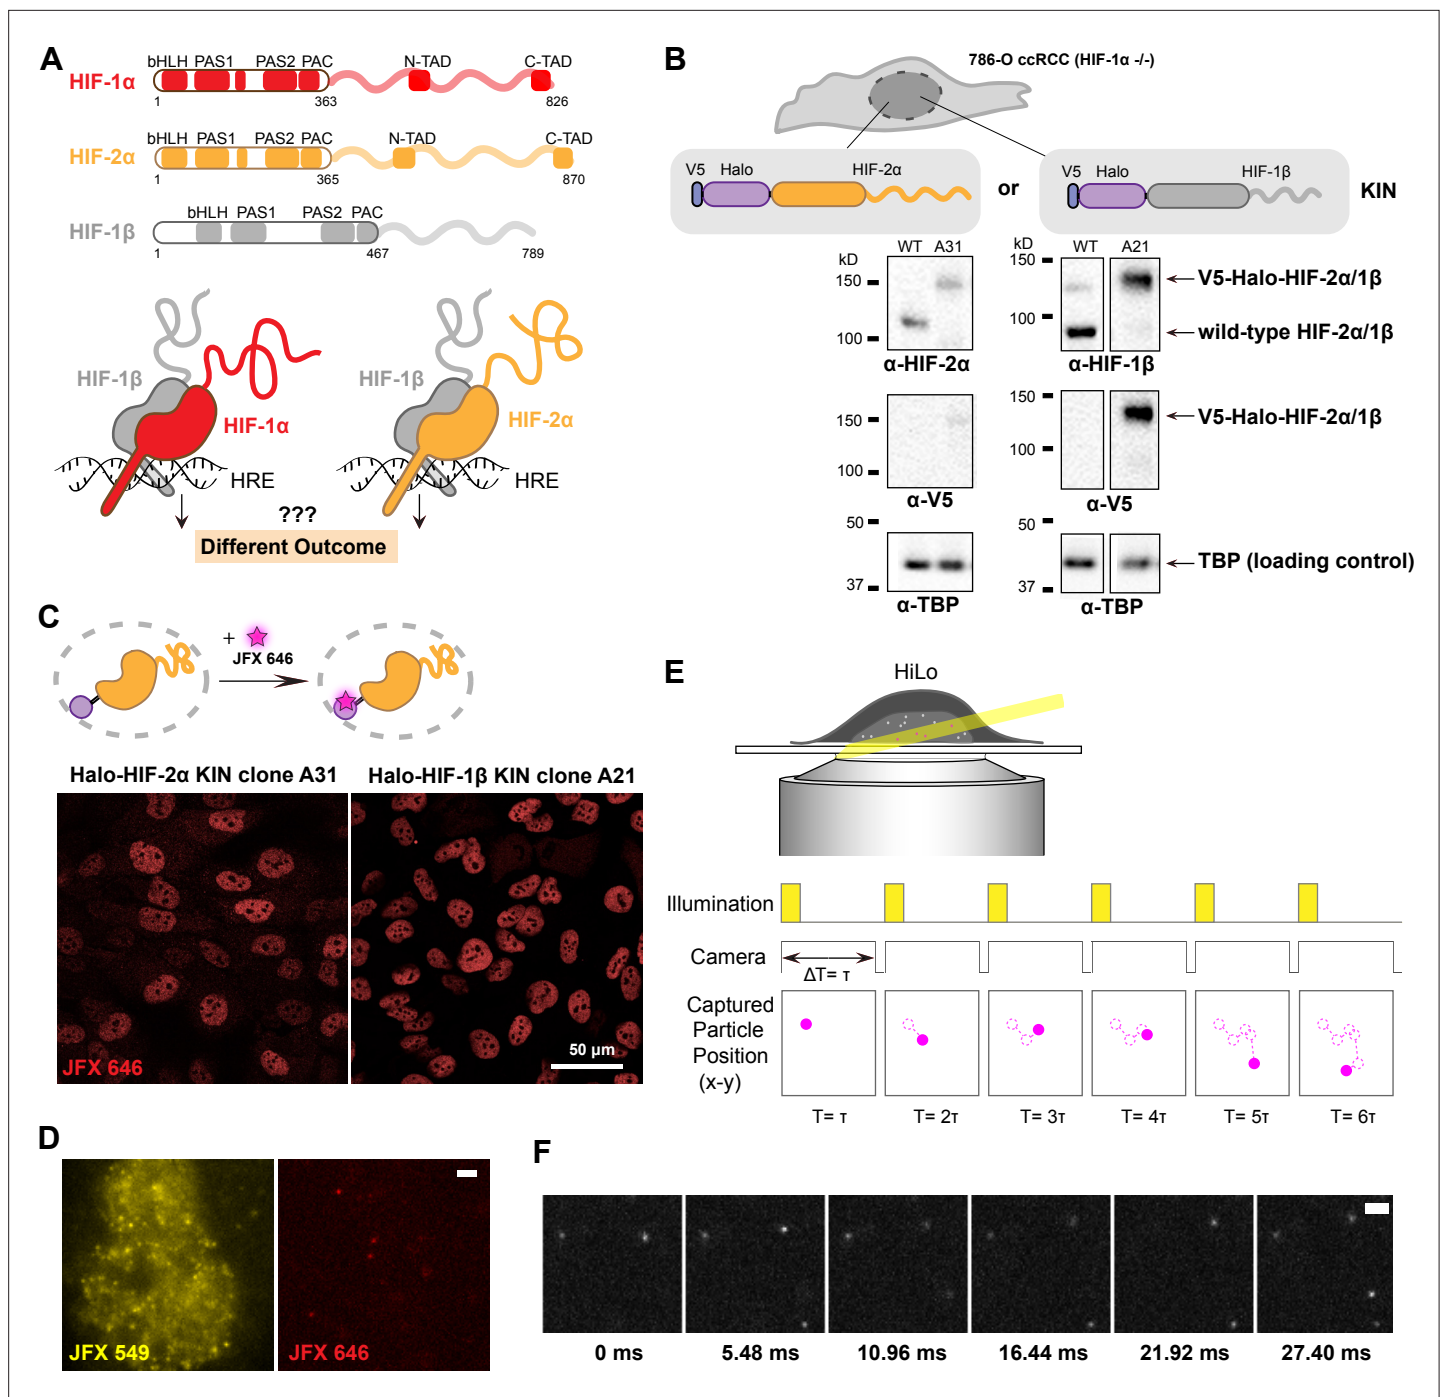 A
bHLH PAS1 PAS2 PAC N-TAD C-TAD
HIF-1α
1 363 826
bHLH PAS1 PAS2 PAC N-TAD C-TAD
HIF-2α
1 365 870
bHLH PAS1 PAS2 PAC
HIF-1β
1 467 789
HIF-1β
HIF-1α
HRE
HIF-1β
HIF-2α
HRE
???
Different Outcome
B
786-O ccRCC (HIF-1α -/-)
V5 Halo HIF-2α
or
V5 Halo HIF-1β
KIN
kD WT A31
150
100
α-HIF-2α
150
100
α-V5
50
37
α-TBP
kD WT A21
150
100
α-HIF-1β
150
100
α-V5
50
37
α-TBP
V5-Halo-HIF-2α/1β
wild-type HIF-2α/1β
V5-Halo-HIF-2α/1β
TBP (loading control)
C
+
JFX 646
Halo-HIF-2α KIN clone A31
Halo-HIF-1β KIN clone A21
JFX 646
50 µm
D
JFX 549
JFX 646
E
HiLo
Illumination
Camera
ΔT= τ
Captured
Particle
Position
(x-y)
T= τ T= 2τ T= 3τ T= 4τ T= 5τ T= 6τ
F
0 ms 5.48 ms 10.96 ms 16.44 ms 21.92 ms 27.40 ms